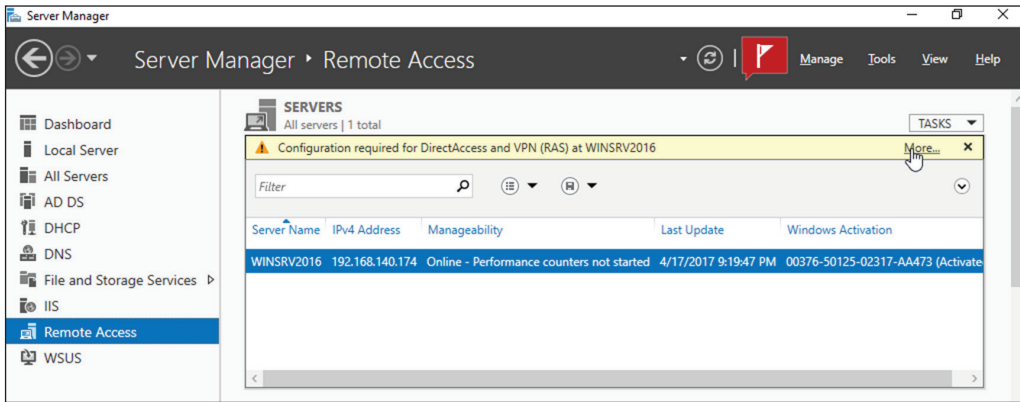 Server Manager
Server Manager ‣ Remote Access
Manage Tools View Help
Dashboard
Local Server
All Servers
AD DS
DHCP
DNS
File and Storage Services
IIS
Remote Access
WSUS
SERVERS
All servers | 1 total
TASKS
Configuration required for DirectAccess and VPN (RAS) at WINSRV2016 More...
Filter
Server Name IPv4 Address Manageability Last Update Windows Activation
WINSRV2016 192.168.140.174 Online - Performance counters not started 4/17/2017 9:19:47 PM 00376-50125-02317-AA473 (Activate